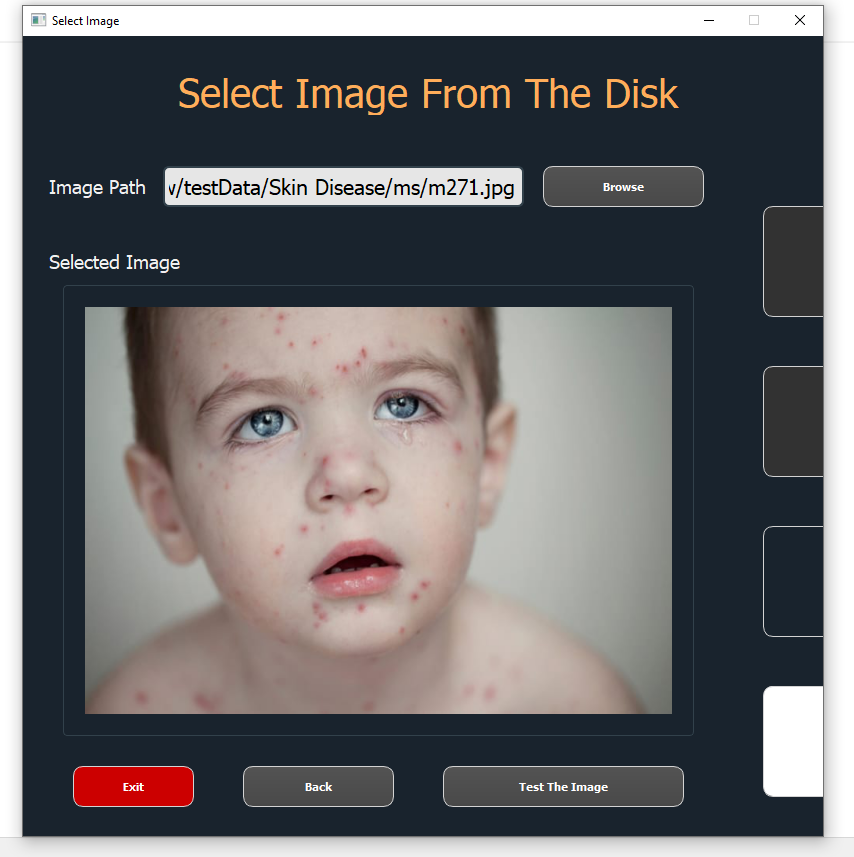 Select Image
Select Image From The Disk
Image Path
w/testData/Skin Disease/ms/m271.jpg
Browse
Selected Image
Exit
Back
Test The Image